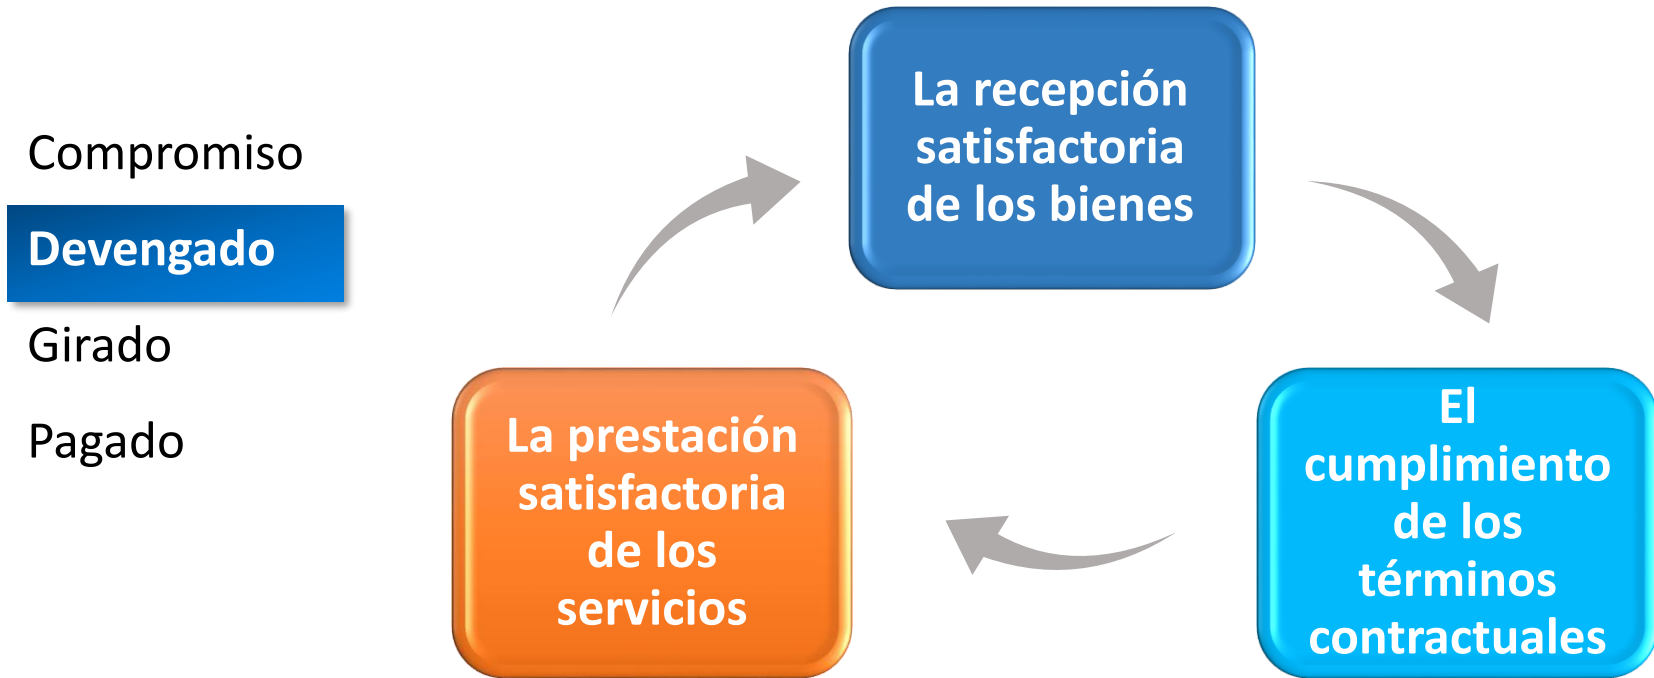 Compromiso
Devengado
Girado
Pagado
La recepción
satisfactoria
de los bienes
El
cumplimiento
de los
términos
contractuales
La prestación
satisfactoria
de los
servicios